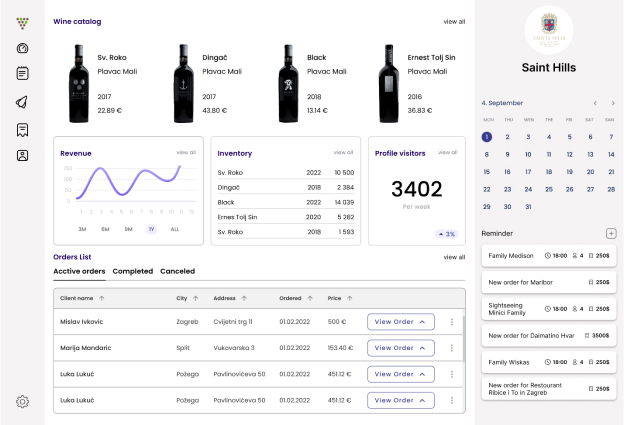 Wine catalog
view all
Sv. Roko
Plavac Mali
2017
22.89 €
Dingač
Plavac Mali
2017
43.80 €
Black
Plavac Mali
2018
13.14 €
Ernest Tolj Sin
Plavac Mali
2016
36.83 €
Revenue
view all
150
100
50
0
1 2 3 4 5 6 7 8 9 10 11 12
3M 6M 9M 1Y ALL
Inventory
view all
Sv. Roko 2022 10 500
Dingač 2018 2 384
Black 2022 14 039
Ernes Tolj Sin 2020 5 282
Sv. Roko 2018 1 593
Profile visitors
view all
3402
Per week
3%
Orders List
view all
Acctive orders Completed Canceled
Client name City Address Ordered Price
Mislav Ivkovic Zagreb Cvijetni trg 11 01.02.2022 500 € View Order
Marija Mandaric Split Vukovarska 3 01.02.2022 153.40 € View Order
Luka Lukuć Požega Pavlinovićeva 50 01.02.2022 451.12 € View Order
Luka Lukuć Požega Pavlinovićeva 50 01.02.2022 451.12 € View Order
SAINTS HILLS
Saint Hills
4. September
MON THU WEN THE FRI SAT SAN
1 2 3 4 5 6 7
8 9 10 11 12 13 14
15 16 17 18 19 20 21
22 23 24 25 26 27 28
29 30 31
Reminder
Family Medison 18:00 4 250$
New order for Maribor
Sightseeing
Minici Family
18:00 4 250$
New order for Dalmatino Hvar 3500$
Family Wiskas 18:00 4 250$
New order for Restourant
Ribice i To in Zagreb
250$